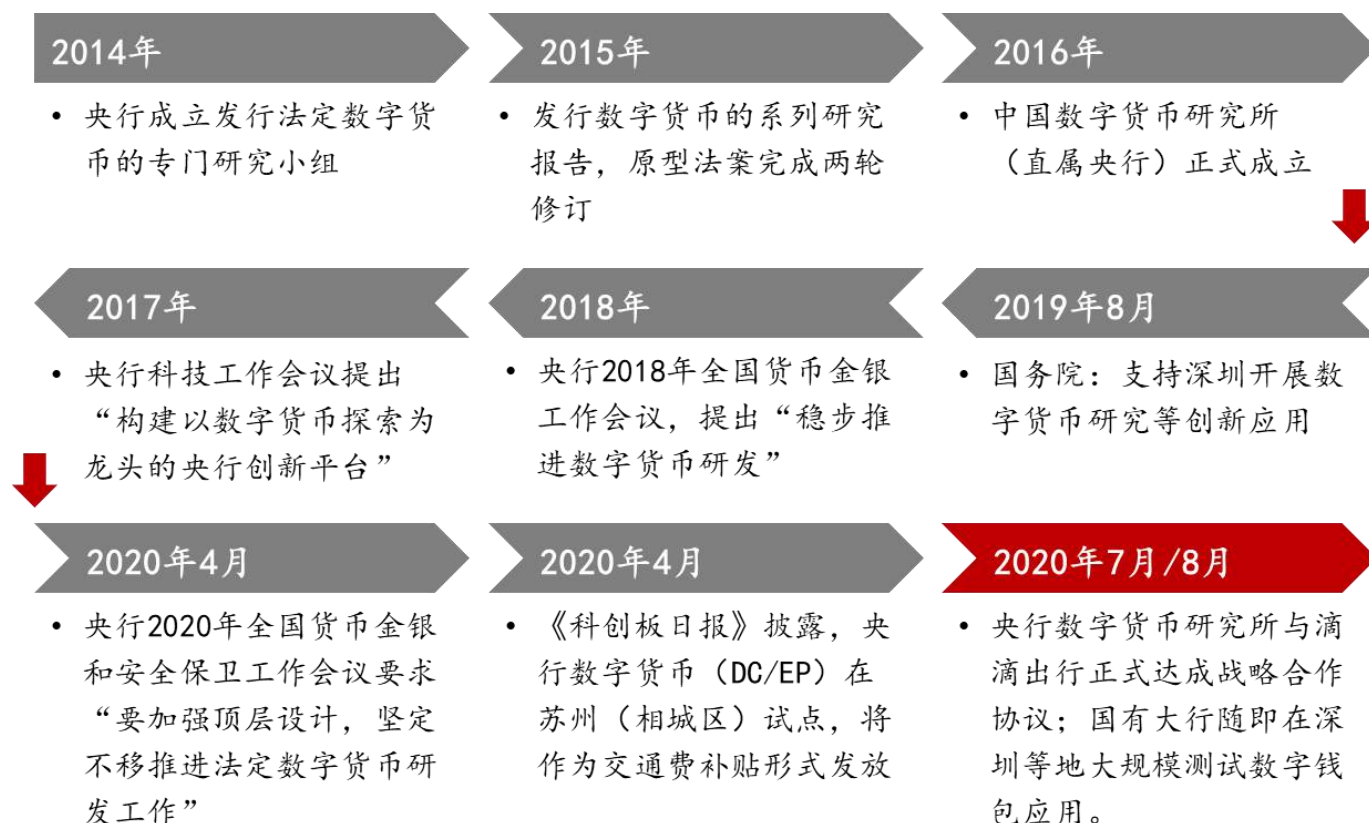 2014年
• 央行成立发行法定数字货
币的专门研究小组
2015年
• 发行数字货币的系列研究
报告，原型法案完成两轮
修订
2016年
• 中国数字货币研究所
（直属央行）正式成立
2017年
• 央行科技工作会议提出
“构建以数字货币探索为
龙头的央行创新平台”
2018年
• 央行2018年全国货币金银
工作会议，提出“稳步推
进数字货币研发”
2019年8月
• 国务院：支持深圳开展数
字货币研究等创新应用
2020年4月
• 央行2020年全国货币金银
和安全保卫工作会议要求
“要加强顶层设计，坚定
不移推进法定数字货币研
发工作”
2020年4月
• 《科创板日报》披露，央
行数字货币（DC/EP）在
苏州（相城区）试点，将
作为交通费补贴形式发放
2020年7月/8月
• 央行数字货币研究所与滴
滴出行正式达成战略合作
协议；国有大行随即在深
圳等地大规模测试数字钱
包应用。